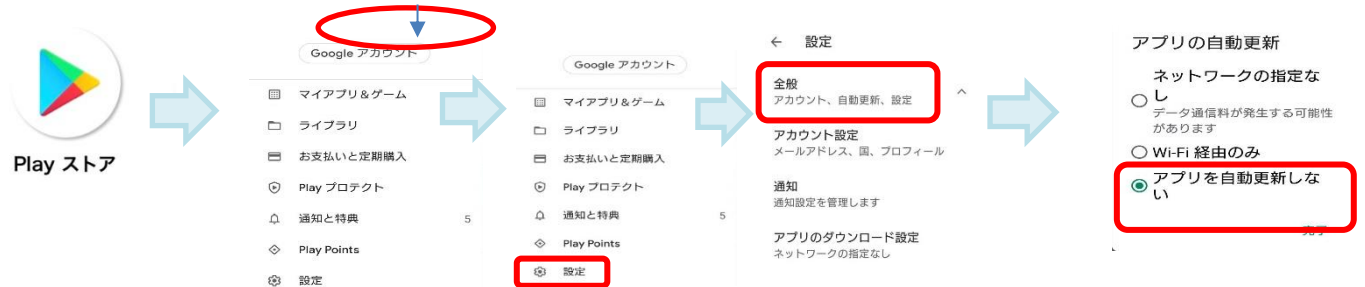 Play ストア
Google アカウント
マイアプリ&ゲーム
ライブラリ
お支払いと定期購入
Play プロテクト
通知と特典 5
Play Points
設定
Google アカウント
マイアプリ&ゲーム
ライブラリ
お支払いと定期購入
Play プロテクト
通知と特典 5
Play Points
設定
← 設定
全般
アカウント、自動更新、設定
アカウント設定
メールアドレス、国、プロフィール
通知
通知設定を管理します
アプリのダウンロード設定
ネットワークの指定なし
アプリの自動更新
ネットワークの指定な
し
データ通信料が発生する可能性
があります
Wi-Fi 経由のみ
アプリを自動更新しな
い
完了